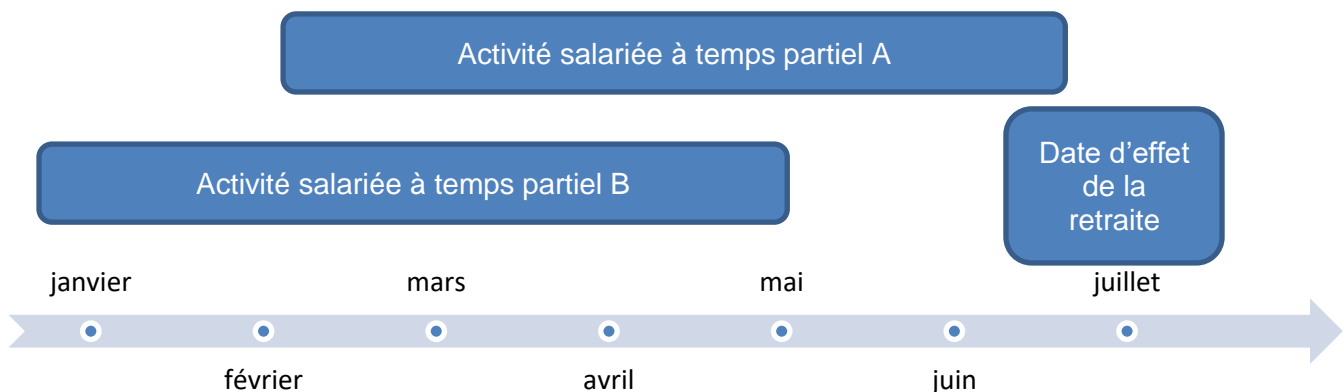 Activité salariée à temps partiel A
Activité salariée à temps partiel B
Date d'effet
de la
retraite
janvier
mars
mai
juillet
février
avril
juin